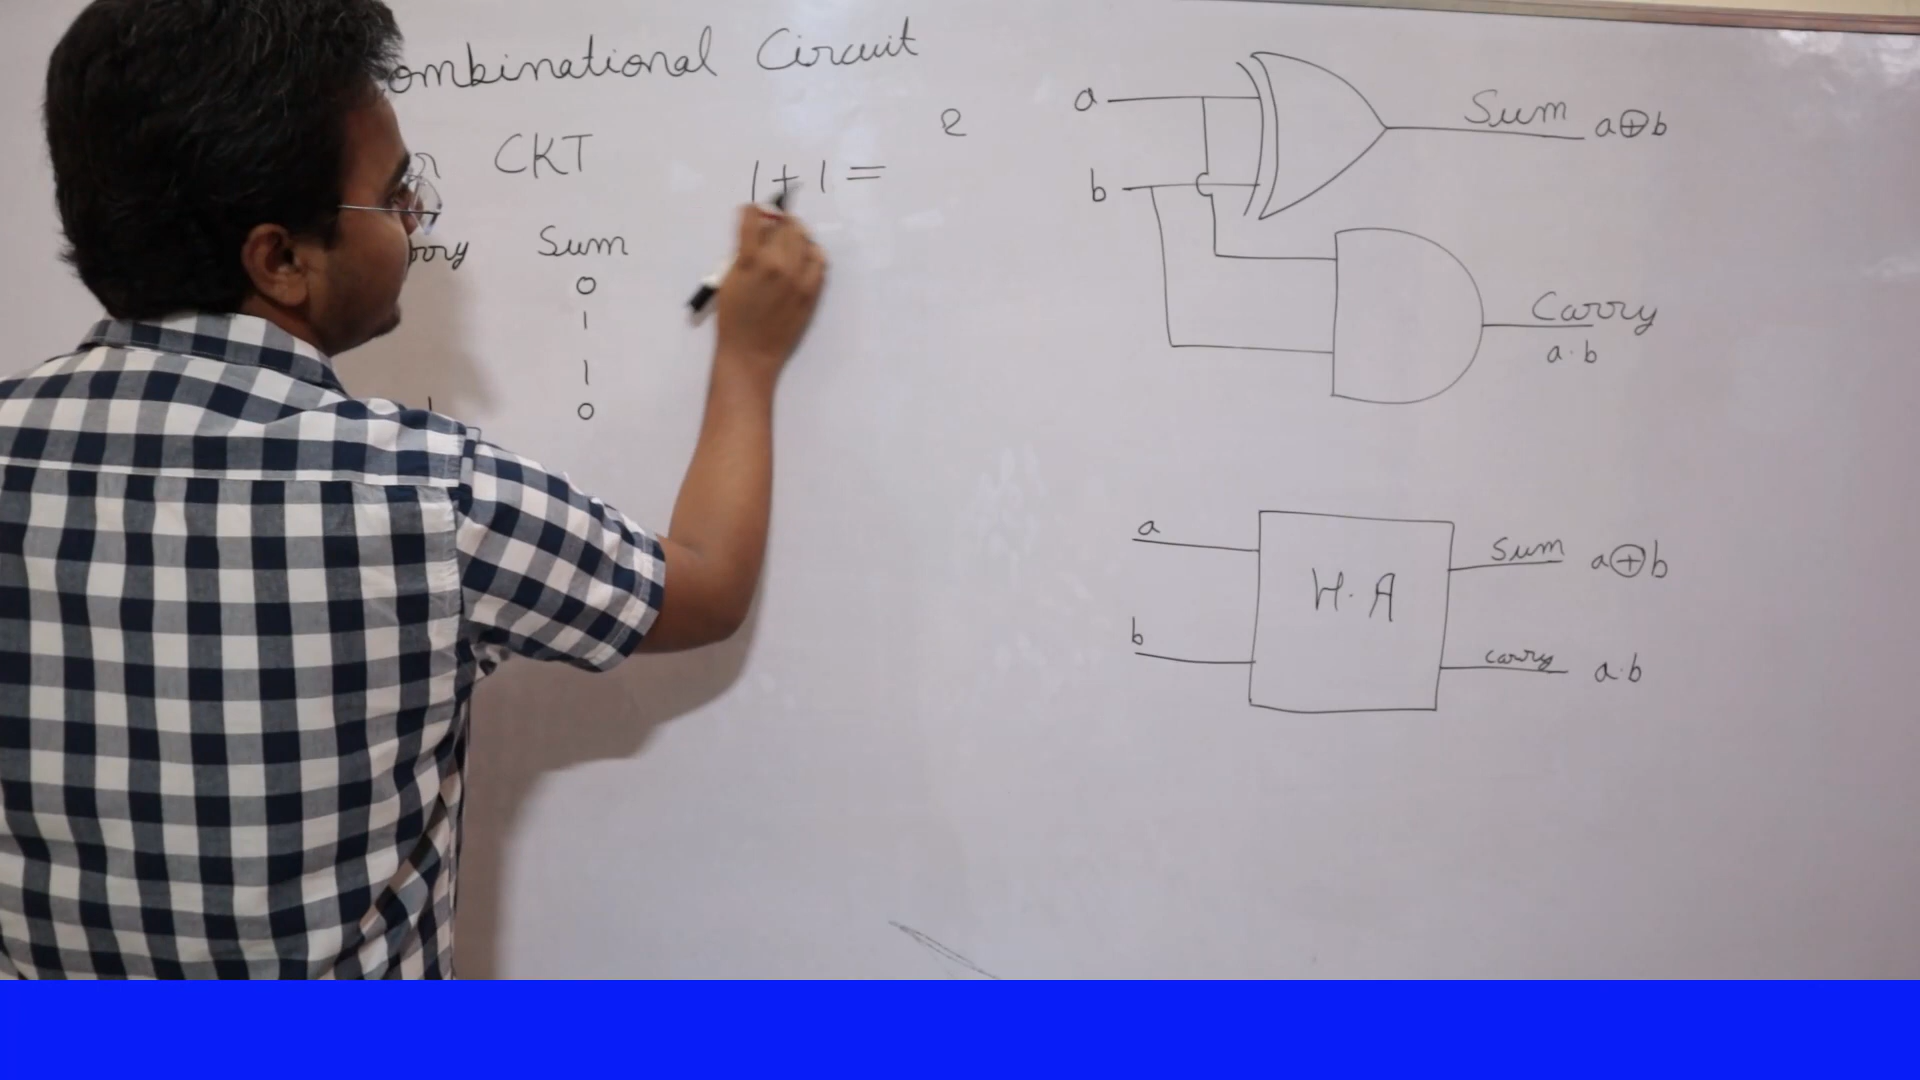 ombinational Circuit
CKT
1 + 1 =
2
Sum
0
1
1
0
a
b
Sum a⊕b
Carry
a·b
a
b
H·A
Sum a⊕b
carry a·b